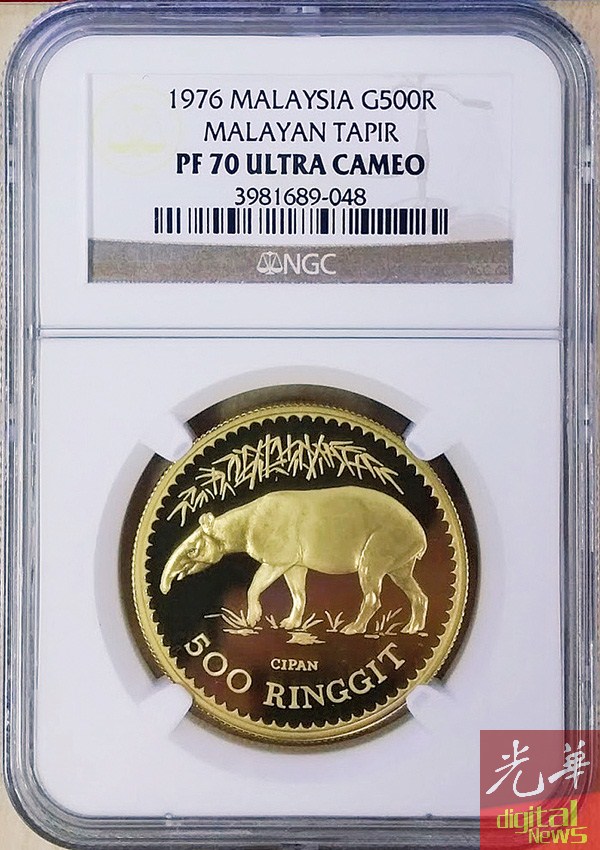 1976 MALAYSIA G500R
MALAYAN TAPIR
PF 70 ULTRA CAMEO
3981689-048
NGC
CIPAN
500 RINGGIT
光華
digital
NEWS